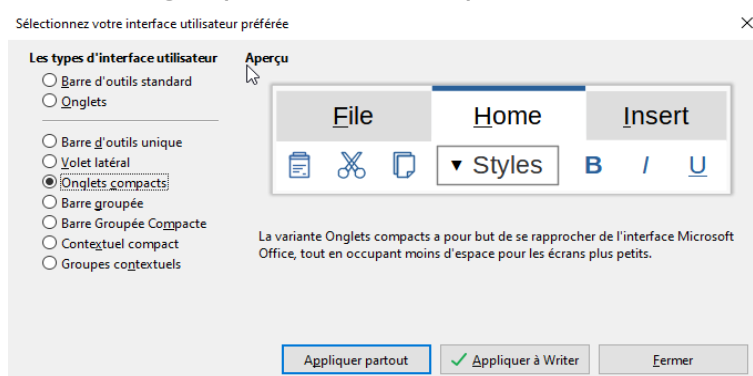 Sélectionnez votre interface utilisateur préférée
Les types d'interface utilisateur
Barre d'outils standard
Onglets
Barre d'outils unique
Volet latéral
Onglets compacts
Barre groupée
Barre Groupée Compacte
Contextuel compact
Groupes contextuels
Aperçu
File Home Insert
Styles B I U
La variante Onglets compacts a pour but de se rapprocher de l'interface Microsoft
Office, tout en occupant moins d'espace pour les écrans plus petits.
Appliquer partout Appliquer à Writer Fermer